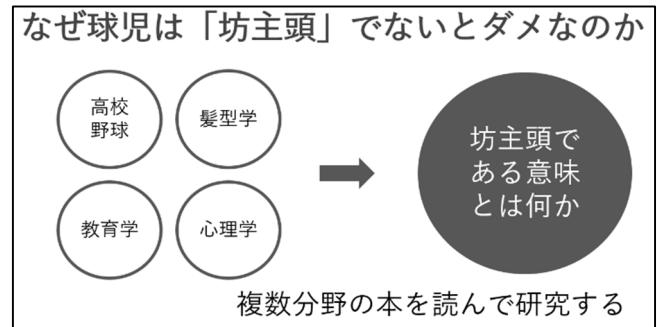 なぜ球児は「坊主頭」でないとダメなのか
高校
野球
髪型学
教育学
心理学
坊主頭で
ある意味
とは何か
複数分野の本を読んで研究する